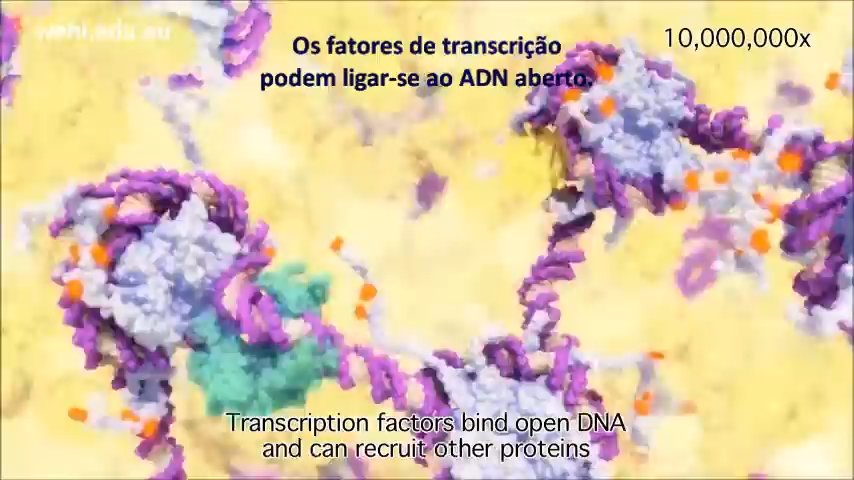 wehi.edu.au
Os fatores de transcrição
podem ligar-se ao ADN aberto.
10,000,000x
Transcription factors bind open DNA
and can recruit other proteins